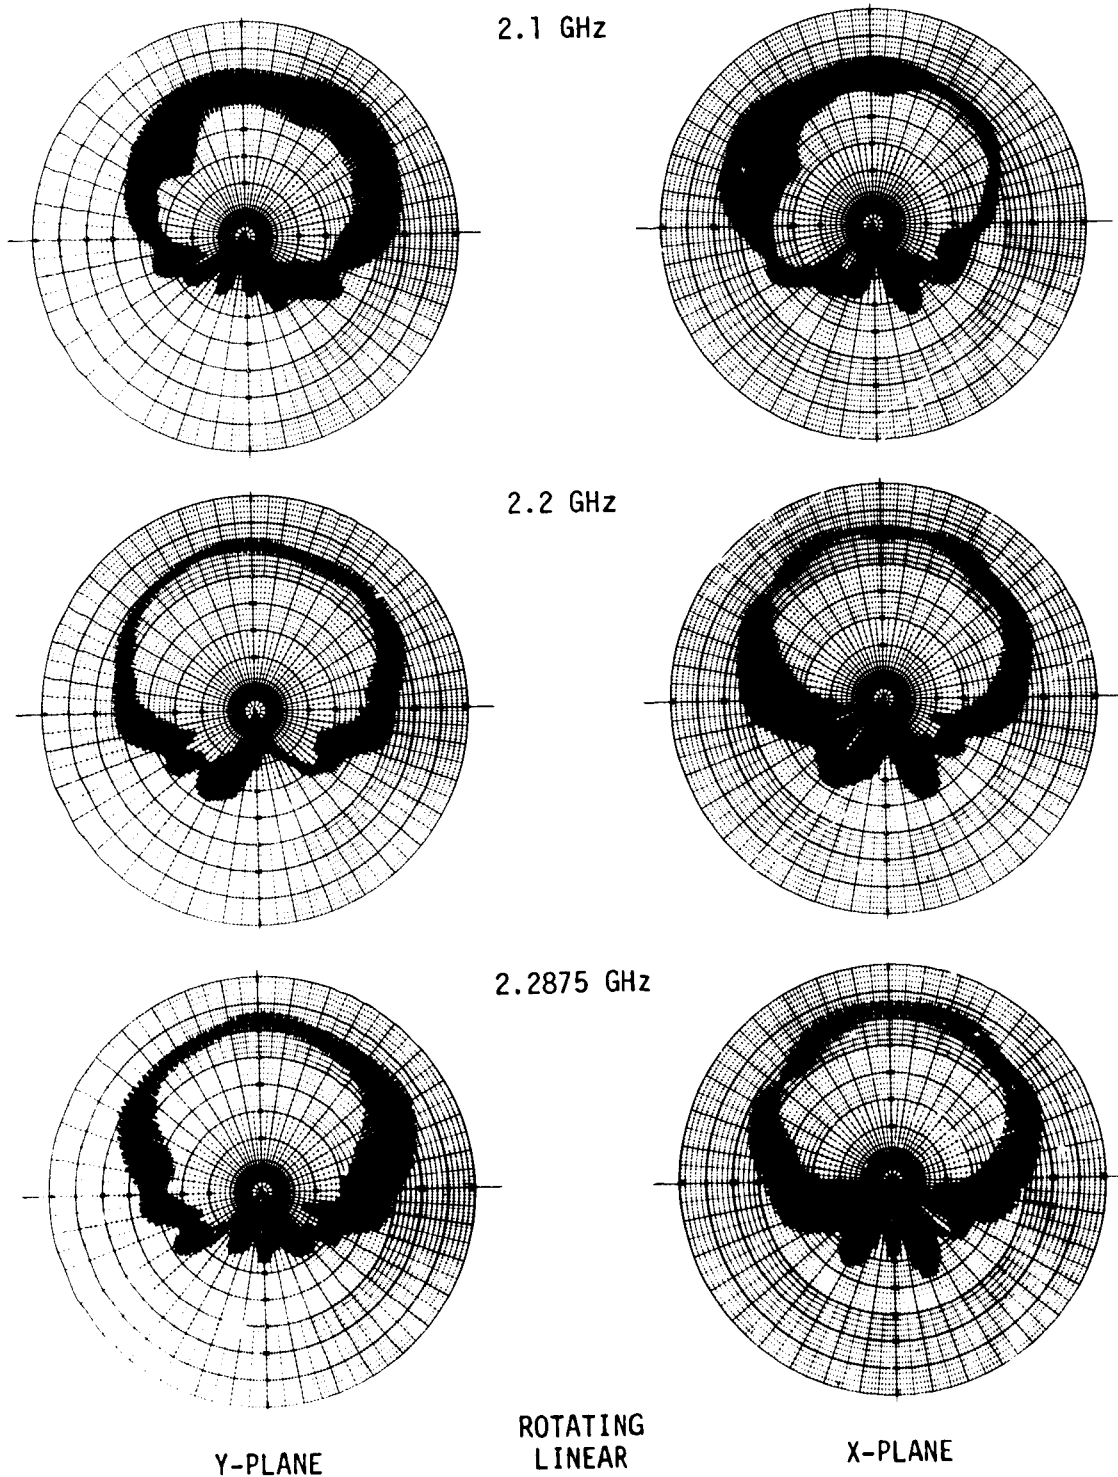 2.1 GHz
2.2 GHz
2.2875 GHz
Y-PLANE
ROTATING
LINEAR
X-PLANE